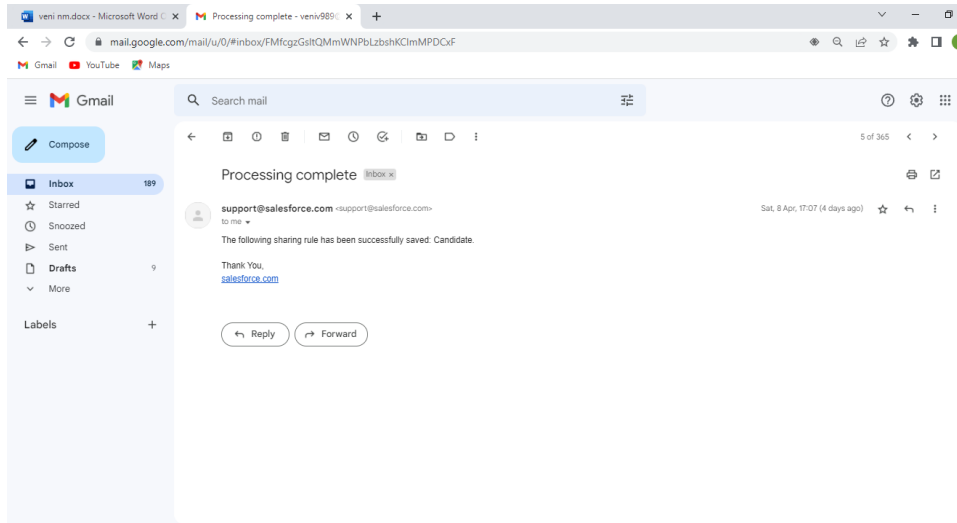 veni nm.docx - Microsoft Word C
Processing complete - veniv989
mail.google.com/mail/u/0/#inbox/FMfcgzGsltQMmWNPbLzbshKClmMPDCxF
Gmail YouTube Maps
Gmail
Search mail
Compose
5 of 365
Processing complete Inbox x
Inbox 189
Starred
support@salesforce.com <support@salesforce.com>
Sat, 8 Apr, 17:07 (4 days ago)
to me
Snoozed
The following sharing rule has been successfully saved: Candidate.
Sent
Drafts 9
Thank You,
salesforce.com
More
Labels +
Reply Forward